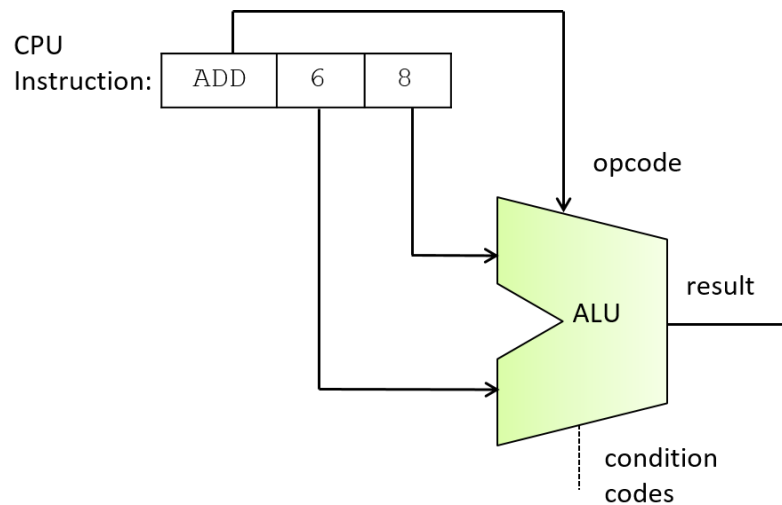 CPU
Instruction:
ADD 6 8
opcode
result
ALU
condition
codes